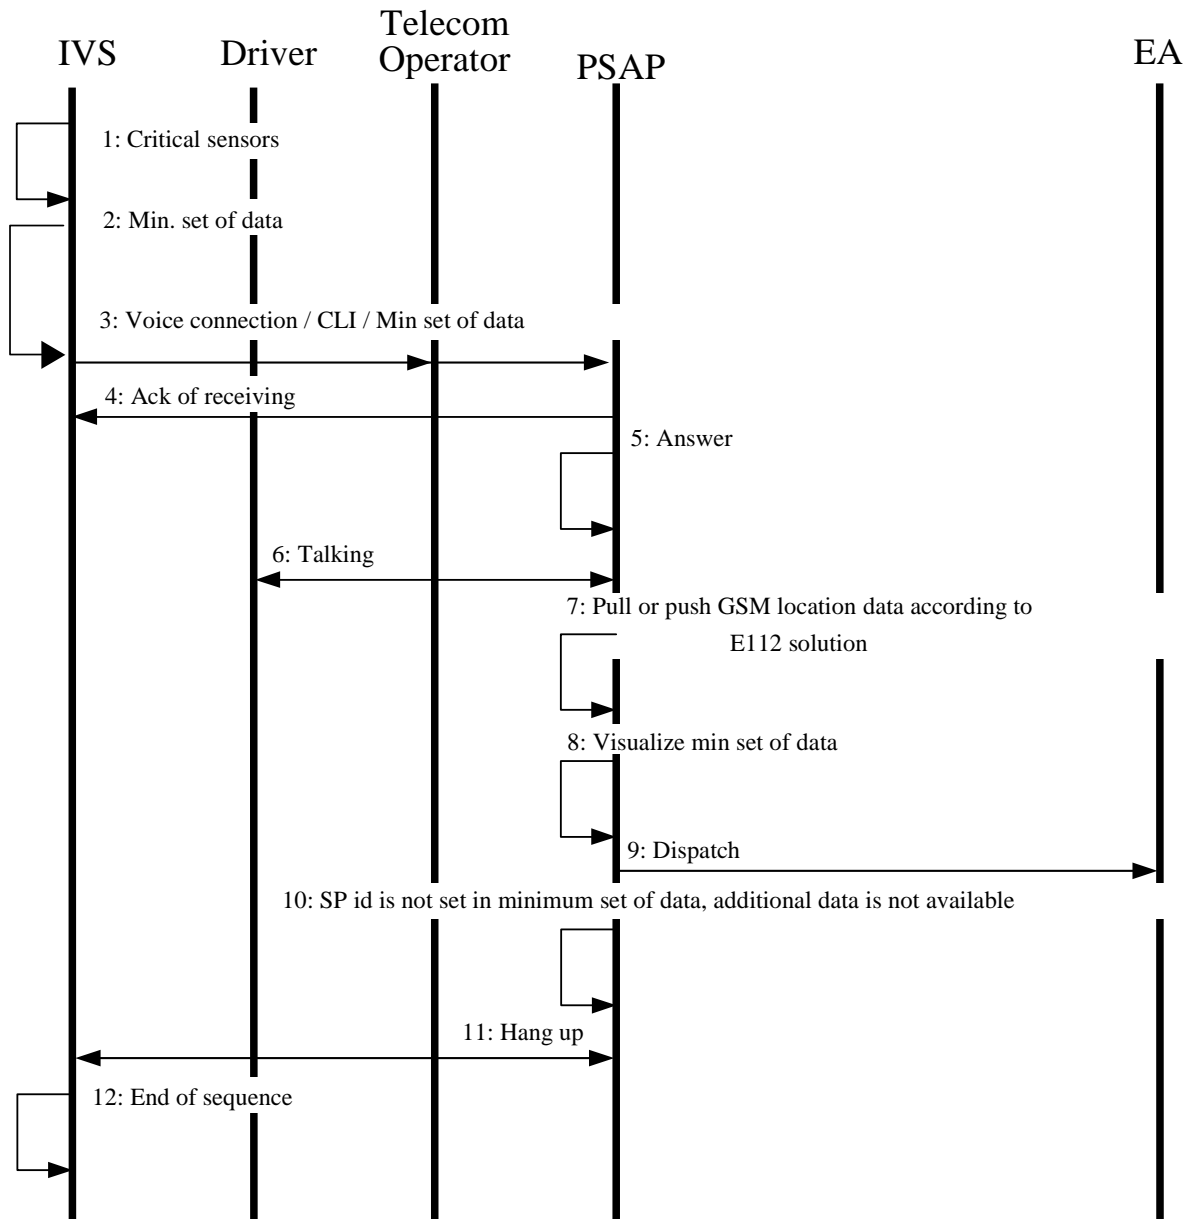 IVS
Driver
Telecom
Operator
PSAP
EA
1: Critical sensors
2: Min. set of data
3: Voice connection / CLI / Min set of data
4: Ack of receiving
5: Answer
6: Talking
7: Pull or push GSM location data according to
E112 solution
8: Visualize min set of data
9: Dispatch
10: SP id is not set in minimum set of data, additional data is not available
11: Hang up
12: End of sequence